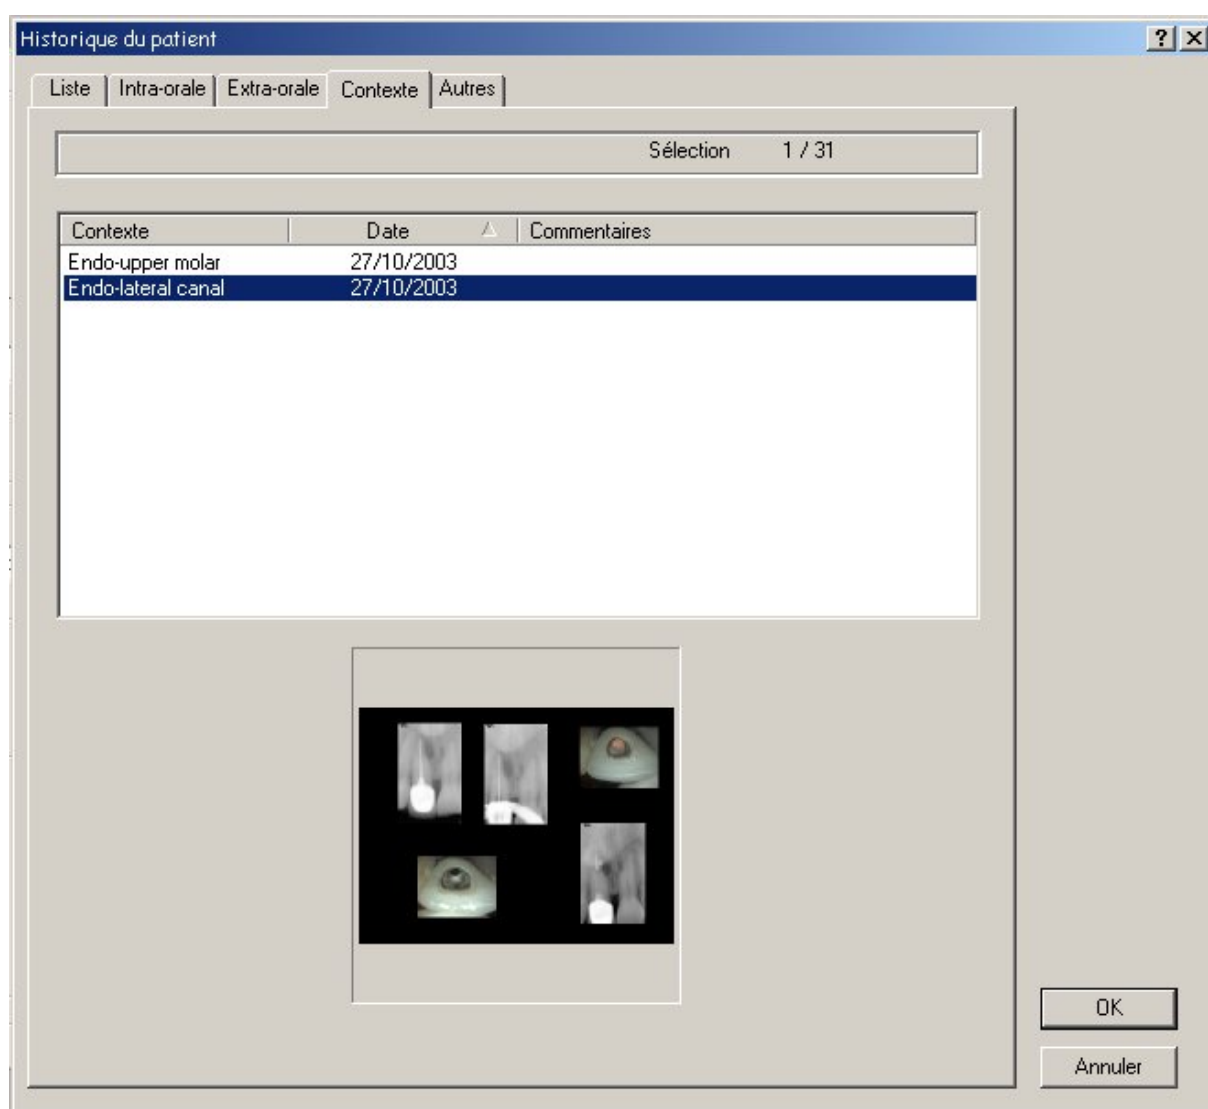 Historique du patient
Liste Intra-orale Extra-orale Contexte Autres
Sélection 1 / 31
Contexte Date Commentaires
Endo-upper molar 27/10/2003
Endo-lateral canal 27/10/2003
OK
Annuler